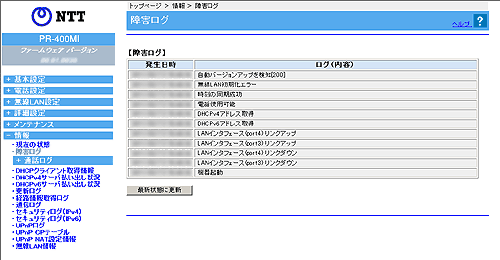 トップページ > 情報 > 障害ログ
NTT
障害ログ
ヘルプ ?
PR-400MI
ファームウェア バージョン
【障害ログ】
発生日時 ログ(内容)
自動バージョンアップを検知[200]
無線LAN初期化エラー
時刻の同期成功
電話使用可能
DHCPv4アドレス取得
DHCPv6アドレス取得
LANインタフェース(port4)リンクアップ
LANインタフェース(port3)リンクアップ
LANインタフェース(port4)リンクダウン
LANインタフェース(port3)リンクダウン
機器起動
最新状態に更新
+ 基本設定
+ 電話設定
+ 無線LAN設定
+ 詳細設定
+ メンテナンス
- 情報
現在の状態
障害ログ
+ 通話ログ
DHCPクライアント取得情報
DHCPv4サーバ払い出し状況
DHCPv6サーバ払い出し状況
更新ログ
経路情報取得ログ
通信ログ
セキュリティログ(IPv4)
セキュリティログ(IPv6)
UPnPログ
UPnP CPテーブル
UPnP NAT設定情報
無線LAN情報